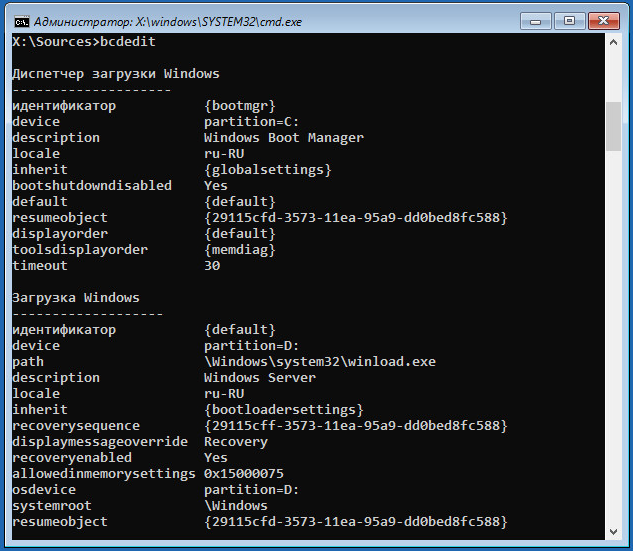 Администратор: X:\windows\SYSTEM32\cmd.exe
X:\Sources>bcdedit
Диспетчер загрузки Windows
--------------------
идентификатор {bootmgr}
device partition=C:
description Windows Boot Manager
locale ru-RU
inherit {globalsettings}
bootshutdowndisabled Yes
default {default}
resumeobject {29115cfd-3573-11ea-95a9-dd0bed8fc588}
displayorder {default}
toolsdisplayorder {memdiag}
timeout 30
Загрузка Windows
-------------------
идентификатор {default}
device partition=D:
path \Windows\system32\winload.exe
description Windows Server
locale ru-RU
inherit {bootloadersettings}
recoverysequence {29115cff-3573-11ea-95a9-dd0bed8fc588}
displaymessageoverride Recovery
recoveryenabled Yes
allowedinmemorysettings 0x15000075
osdevice partition=D:
systemroot \Windows
resumeobject {29115cfd-3573-11ea-95a9-dd0bed8fc588}